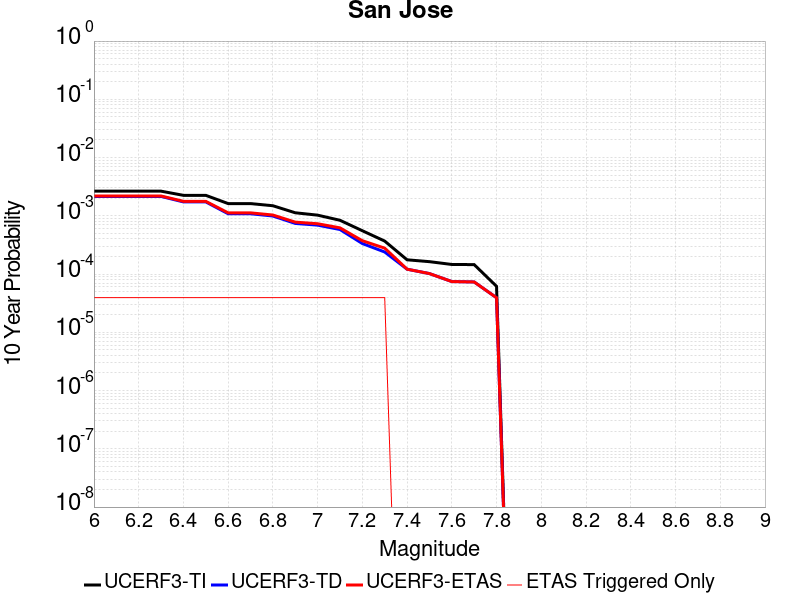 San Jose
10^0
10^-1
10^-2
10^-3
10^-4
10^-5
10^-6
10^-7
10^-8
10 Year Probability
6 6.2 6.4 6.6 6.8 7 7.2 7.4 7.6 7.8 8 8.2 8.4 8.6 8.8 9
Magnitude
UCERF3-TI UCERF3-TD UCERF3-ETAS ETAS Triggered Only